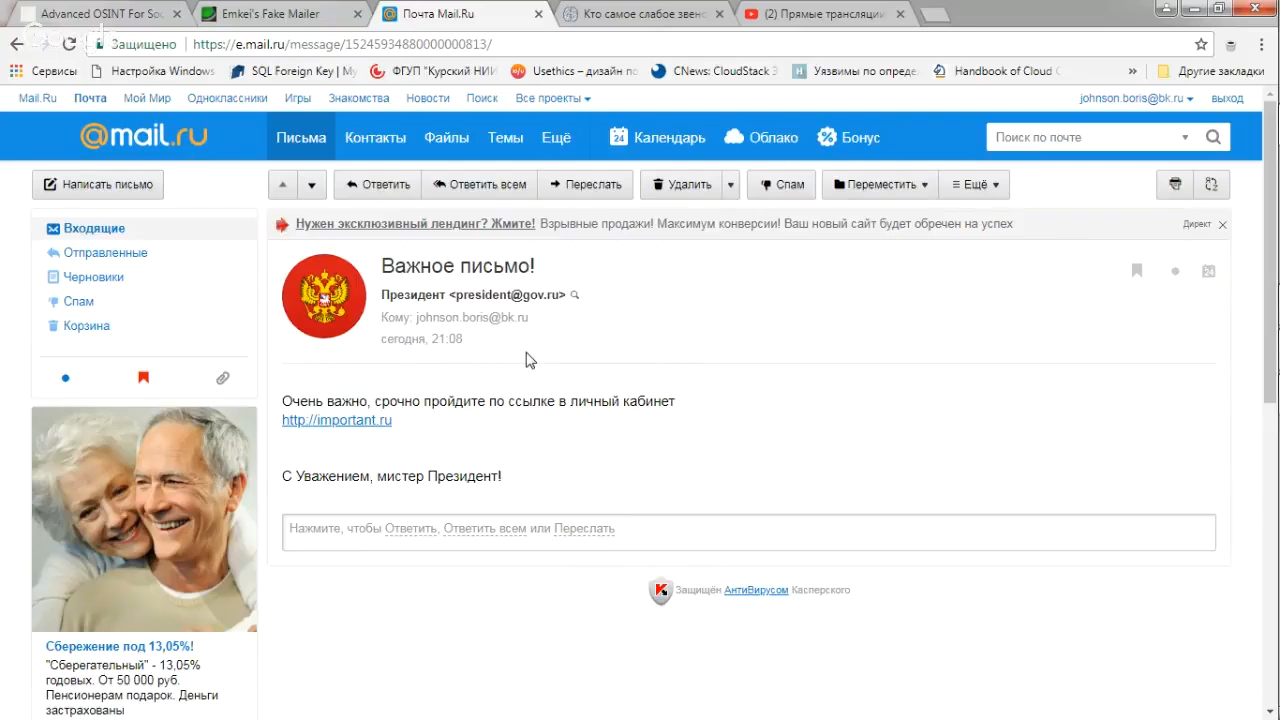 Advanced OSINT For Soc
Emkei's Fake Mailer
Почта Mail.Ru
Кто самое слабое звено
(2) Прямые трансляции
Защищено
https://e.mail.ru/message/15245934880000000813/
Сервисы
Настройка Windows
SQL Foreign Key | My
ФГУП "Курский НИИ
Usethics – дизайн по
CNews: CloudStack 3
Уязвимы по опреде
Handbook of Cloud C
»
Другие закладки
Mail.Ru
Почта
Мой Мир
Одноклассники
Игры
Знакомства
Новости
Поиск
Все проекты
johnson.boris@bk.ru
выход
@mail.ru
Письма
Контакты
Файлы
Темы
Ещё
24
Календарь
Облако
Бонус
Поиск по почте
Написать письмо
Ответить
Ответить всем
Переслать
Удалить
Спам
Переместить
Ещё
Входящие
Отправленные
Черновики
Спам
Корзина
Нужен эксклюзивный лендинг? Жмите! Взрывные продажи! Максимум конверсии! Ваш новый сайт будет обречен на успех
Директ
Важное письмо!
Президент <president@gov.ru>
Кому: johnson.boris@bk.ru
сегодня, 21:08
24
Очень важно, срочно пройдите по ссылке в личный кабинет
http://important.ru
С Уважением, мистер Президент!
Нажмите, чтобы Ответить, Ответить всем или Переслать
Защищён АнтиВирусом Касперского
Сбережение под 13,05%!
"Сберегательный" - 13,05%
годовых. От 50 000 руб.
Пенсионерам подарок. Деньги
застрахованы